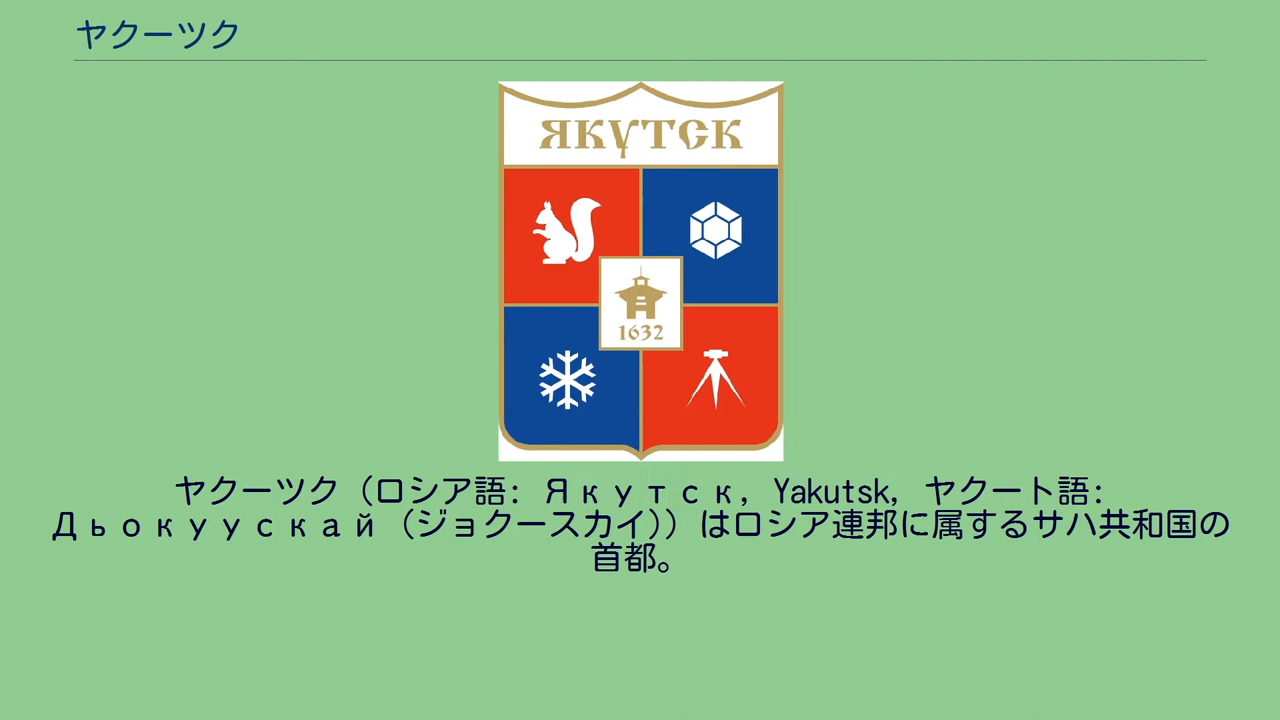 ヤクーツク
ЯКУТСК
1632
ヤクーツク（ロシア語: Якутск, Yakutsk, ヤクート語:
Дьокуускай（ジョクースカイ））はロシア連邦に属するサハ共和国の
首都。